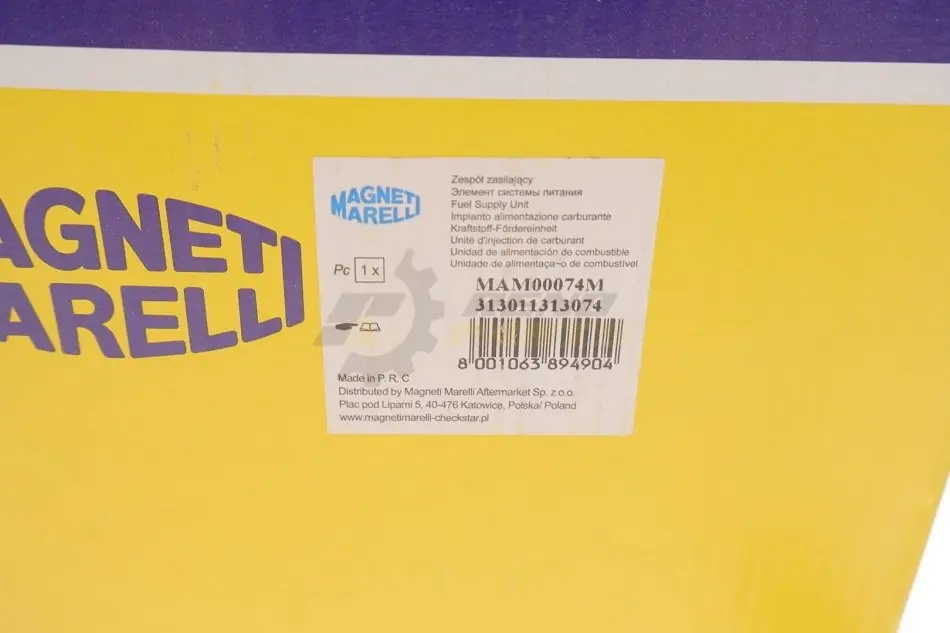 AGNETI
MARELLI
MAGNETI
MARELLI
Zespół zasilający
Элемент системы питания
Fuel Supply Unit
Impianto alimentazione carburante
Kraftstoff-Fördereinheit
Unité d'injection de carburant
Unidad de alimentación de combustible
Unidade de alimentaça~o de combustível
Pc 1 x
MAM00074M
313011313074
8 001063 894904
Made in P. R. C
Distributed by Magneti Marelli Aftermarket Sp. z o.o.
Plac pod Lipami 5, 40-476 Katowice, Polska/ Poland
www.magnetimarelli-checkstar.pl